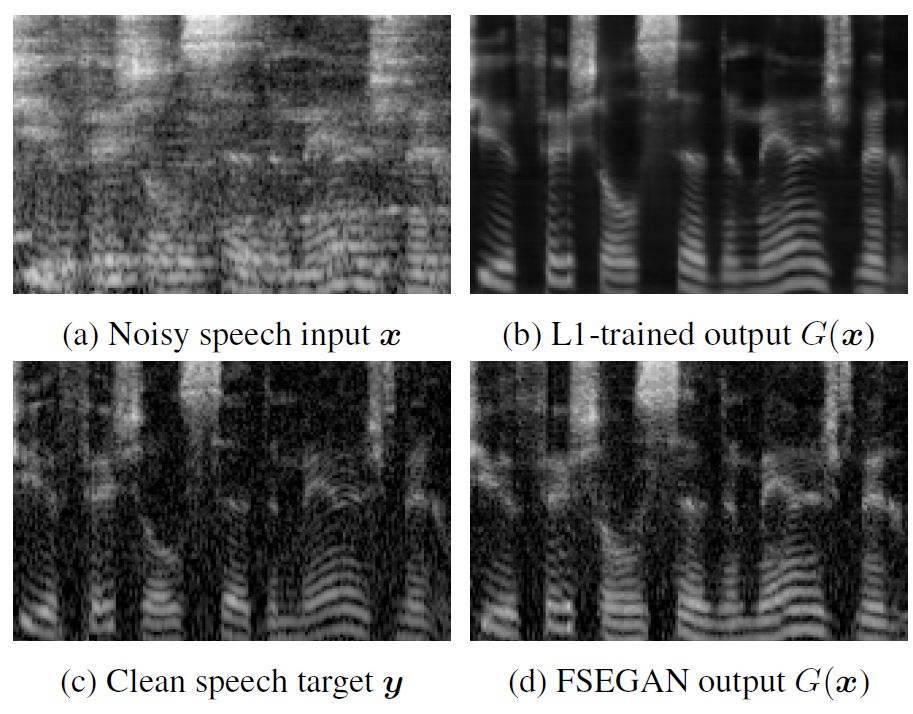 (a) Noisy speech input x
(b) L1-trained output G(x)
(c) Clean speech target y
(d) FSEGAN output G(x)